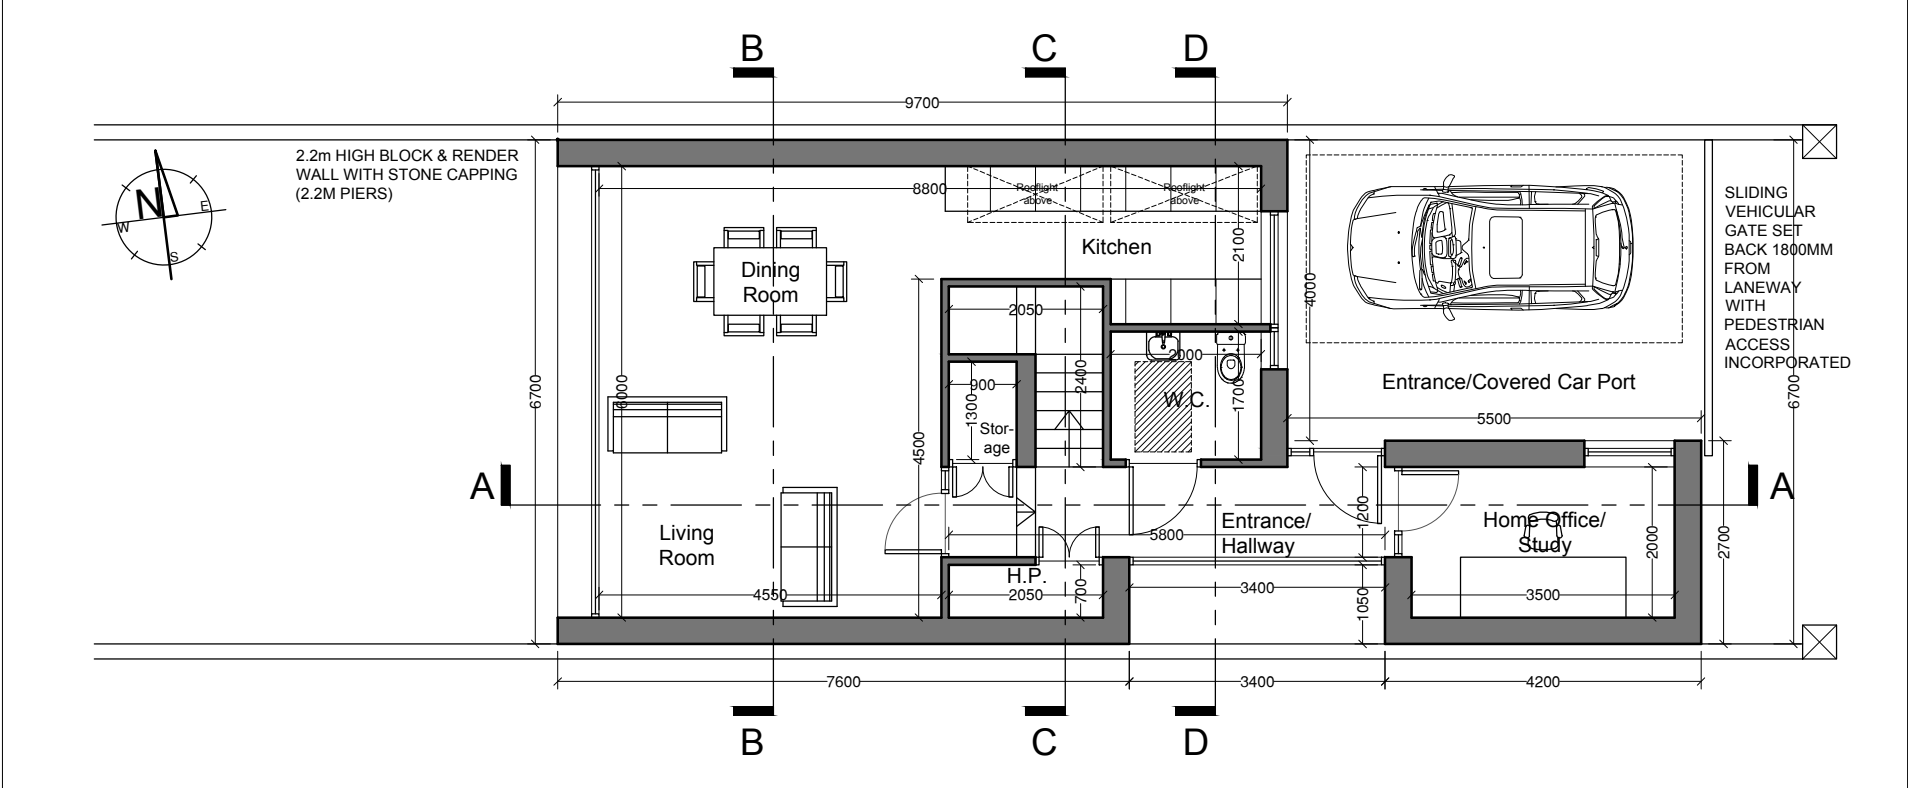 B
C
D
9700
2.2m HIGH BLOCK & RENDER
WALL WITH STONE CAPPING
(2.2M PIERS)
N
E
W
S
8800
Rooflight
above
Rooflight
above
Kitchen
2100
4000
SLIDING
VEHICULAR
GATE SET
BACK 1800MM
FROM
LANEWAY
WITH
PEDESTRIAN
ACCESS
INCORPORATED
Dining
Room
2050
2000
2400
900
1300
1700
W.C.
Stor-
age
6700
6000
4500
Entrance/Covered Car Port
5500
6700
A
A
Living
Room
Entrance/
Hallway
5800
1200
Home Office/
Study
2000
2700
H.P.
4550
2050
700
3400
1050
3500
7600
3400
4200
B
C
D